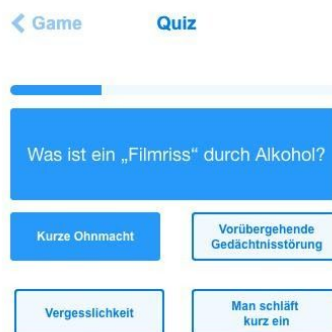 Game
Quiz
Was ist ein „Filmriss“ durch Alkohol?
Kurze Ohnmacht
Vorübergehende
Gedächtnisstörung
Vergesslichkeit
Man schläft
kurz ein